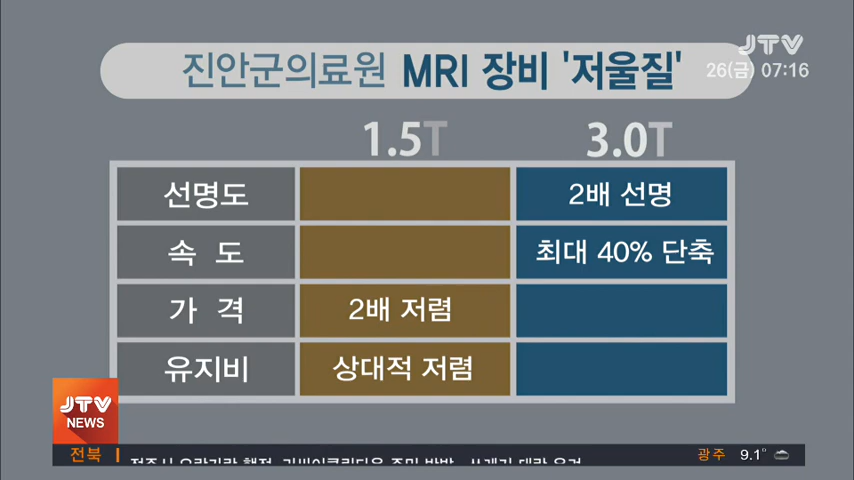 JTV
진안군의료원 MRI 장비 '저울질'
26(금) 07:16
1.5T 3.0T
선명도 2배 선명
속 도 최대 40% 단축
가 격 2배 저렴
유지비 상대적 저렴
JTV
NEWS
전북
광주 9.1°